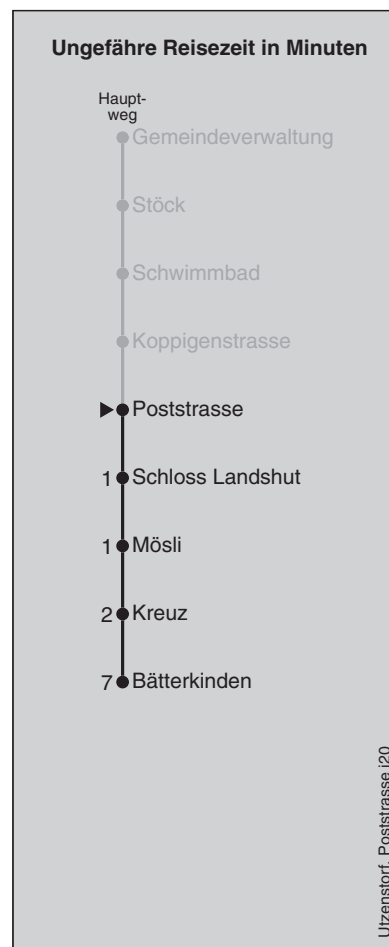 Ungefähre Reisezeit in Minuten
Haupt-
weg
Gemeindeverwaltung
Stöck
Schwimmbad
Koppigenstrasse
Poststrasse
1 Schloss Landshut
1 Mösli
2 Kreuz
7 Bätterkinden
Utzenstorf, Poststrasse j20